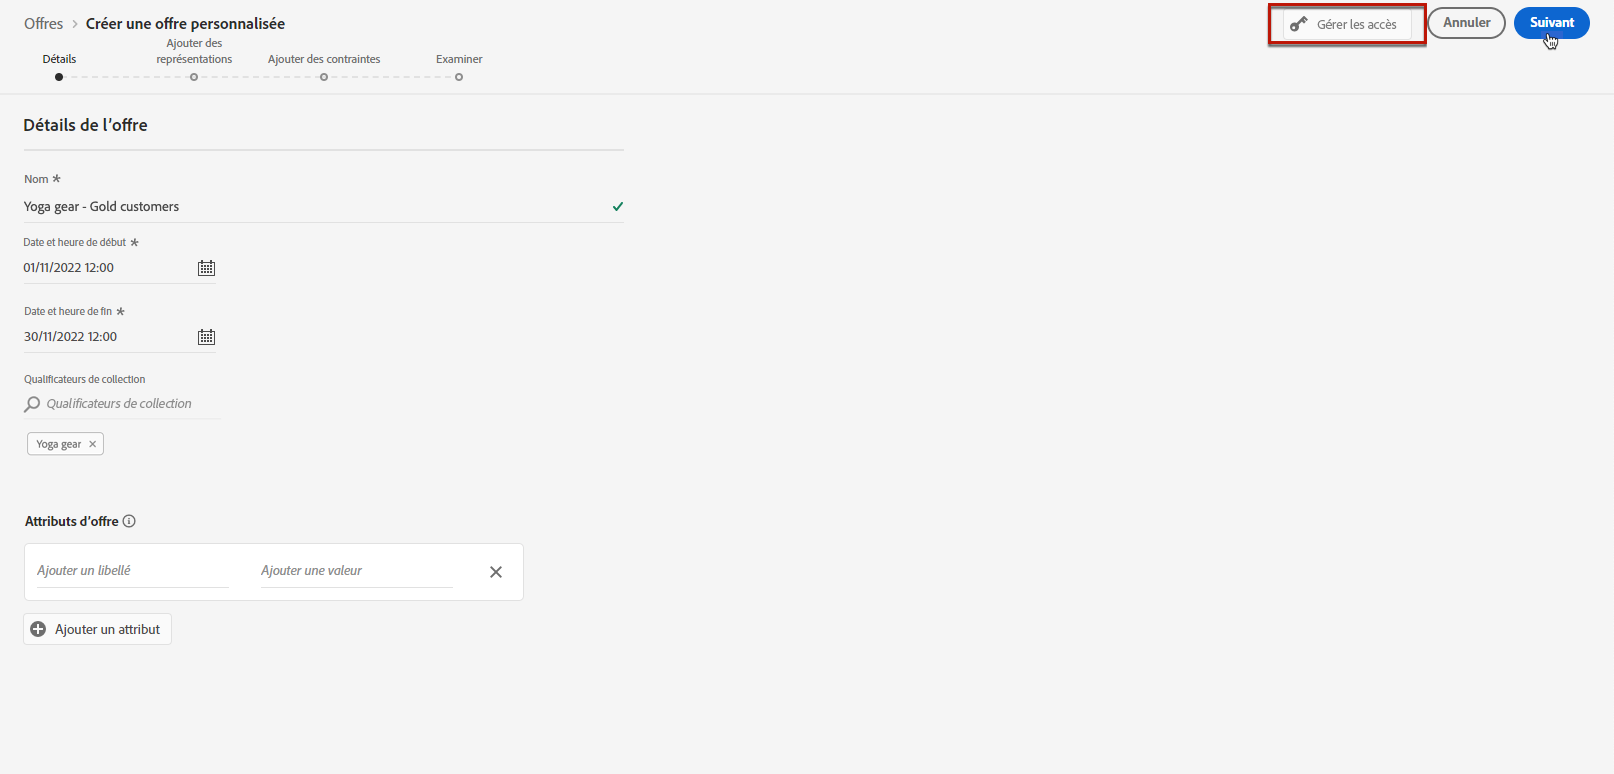 Offres > Créer une offre personnalisée
Gérer les accès
Annuler
Suivant
Détails
Ajouter des
représentations
Ajouter des contraintes
Examiner
Détails de l'offre
Nom *
Yoga gear - Gold customers
Date et heure de début *
01/11/2022 12:00
Date et heure de fin *
30/11/2022 12:00
Qualificateurs de collection
Qualificateurs de collection
Yoga gear ×
Attributs d'offre
Ajouter un libellé
Ajouter une valeur
Ajouter un attribut